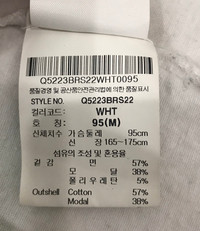 Q5223BRS22WHT0095
품질경영 및 공산품안전관리법에 의한 품질표시
STYLE NO. Q5223BRS22
컬러코드: WHT
호 칭: 95(M)
신체치수 가슴둘레 95cm
신 장 165~175cm
섬유의 조성 및 혼용율
겉 감 면 57%
모 달 38%
폴리우레탄 5%
Outshell Cotton 57%
Modal 38%